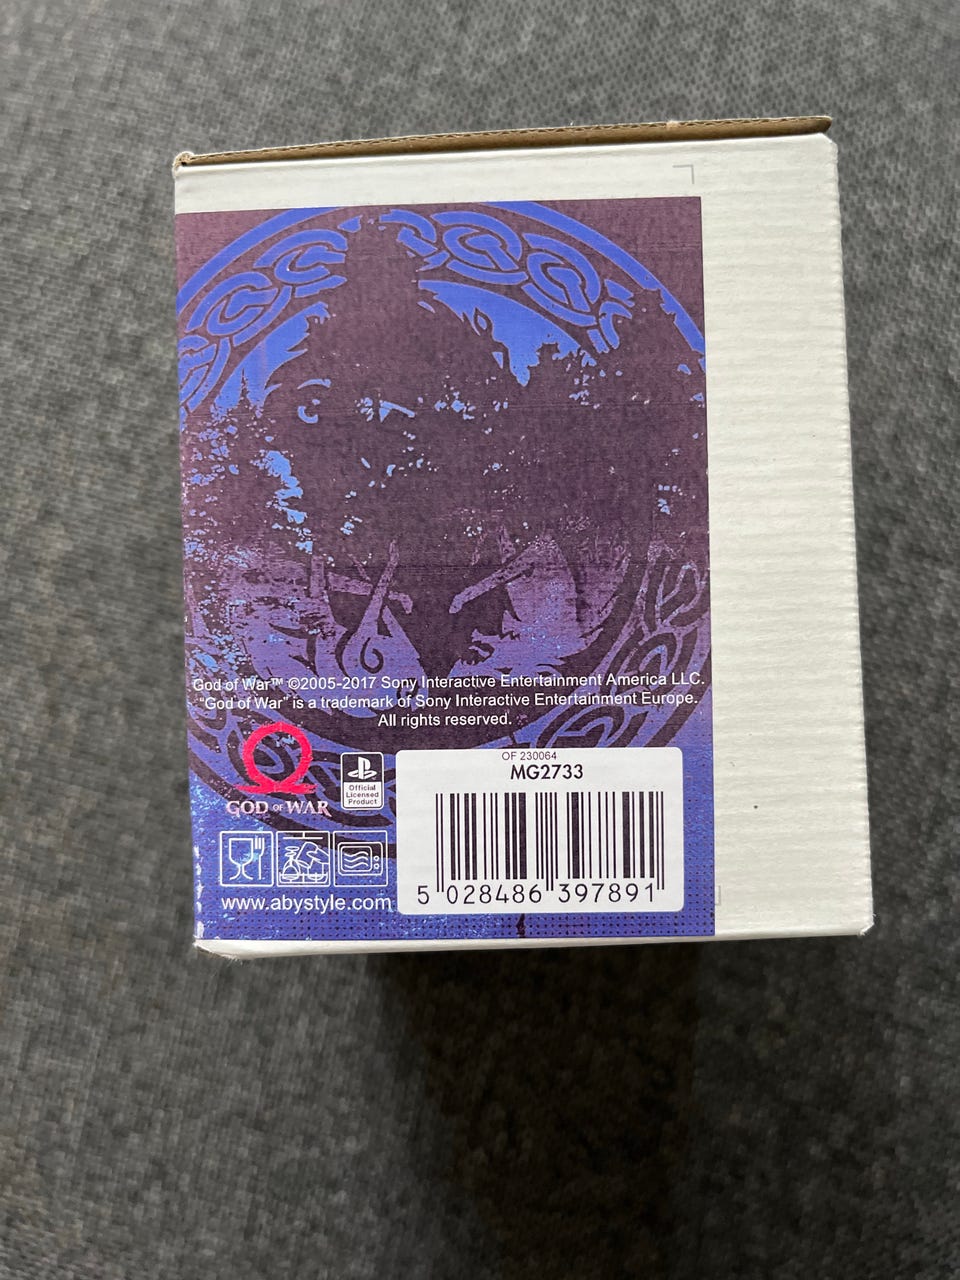 God of War™ ©2005-2017 Sony Interactive Entertainment America LLC.
"God of War" is a trademark of Sony Interactive Entertainment Europe.
All rights reserved.
GOD OF WAR
Official
Licensed
Product
OF 230064
MG2733
5 028486 397891
www.abystyle.com